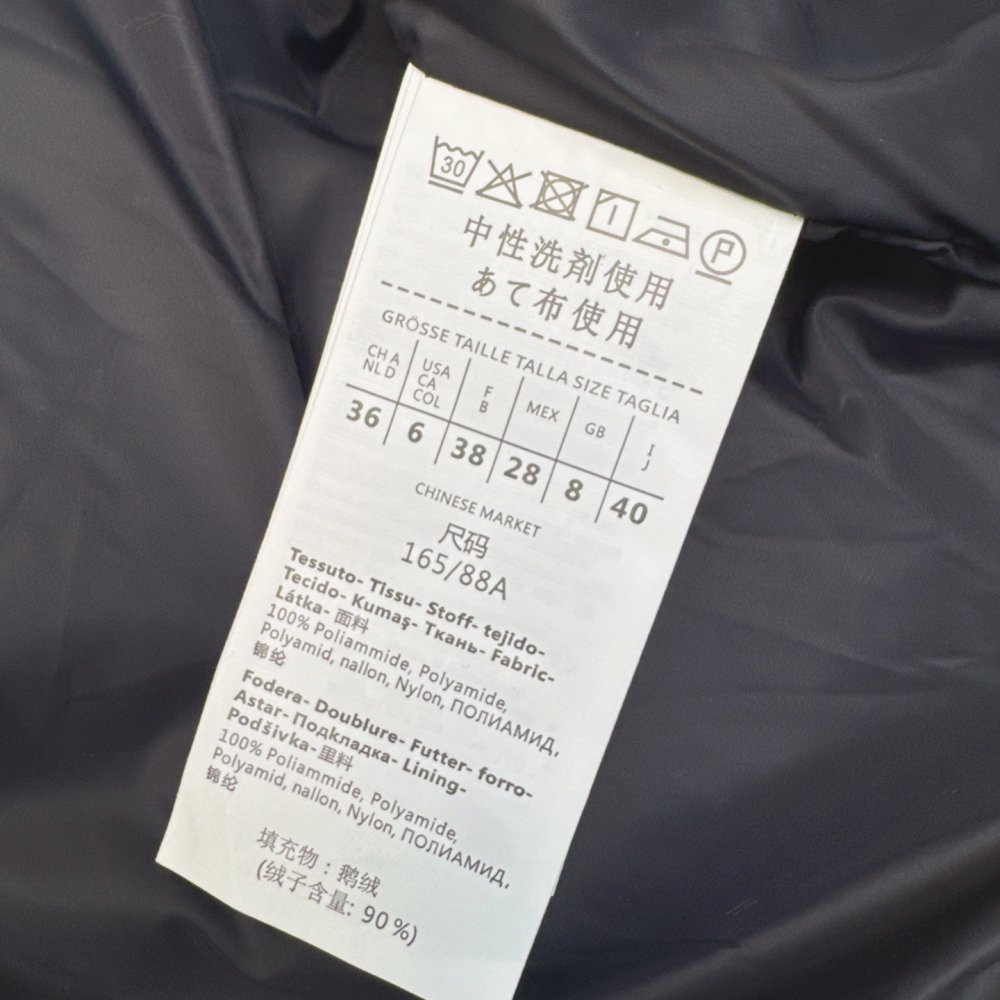 30 P
中性洗剤使用
あて布使用
GRÖSSE TAILLE TALLA SIZE TAGLIA
CH A NL D USA CA COL F B MEX GB I J
36 6 38 28 8 40
CHINESE MARKET
尺码
165/88A
Tessuto- Tissu- Stoff- tejido-
Tecido- Kumaş- Ткань- Fabric-
Látka- 面料
100% Poliammide, Polyamide,
Polyamid, nallon, Nylon, ПОЛИАМИД,
锦纶
Fodera- Doublure- Futter- forro-
Astar- Подкладка- Lining-
Podšívka- 里料
100% Poliammide, Polyamide,
Polyamid, nallon, Nylon, ПОЛИАМИД,
锦纶
填充物：鹅绒
(绒子含量: 90%)